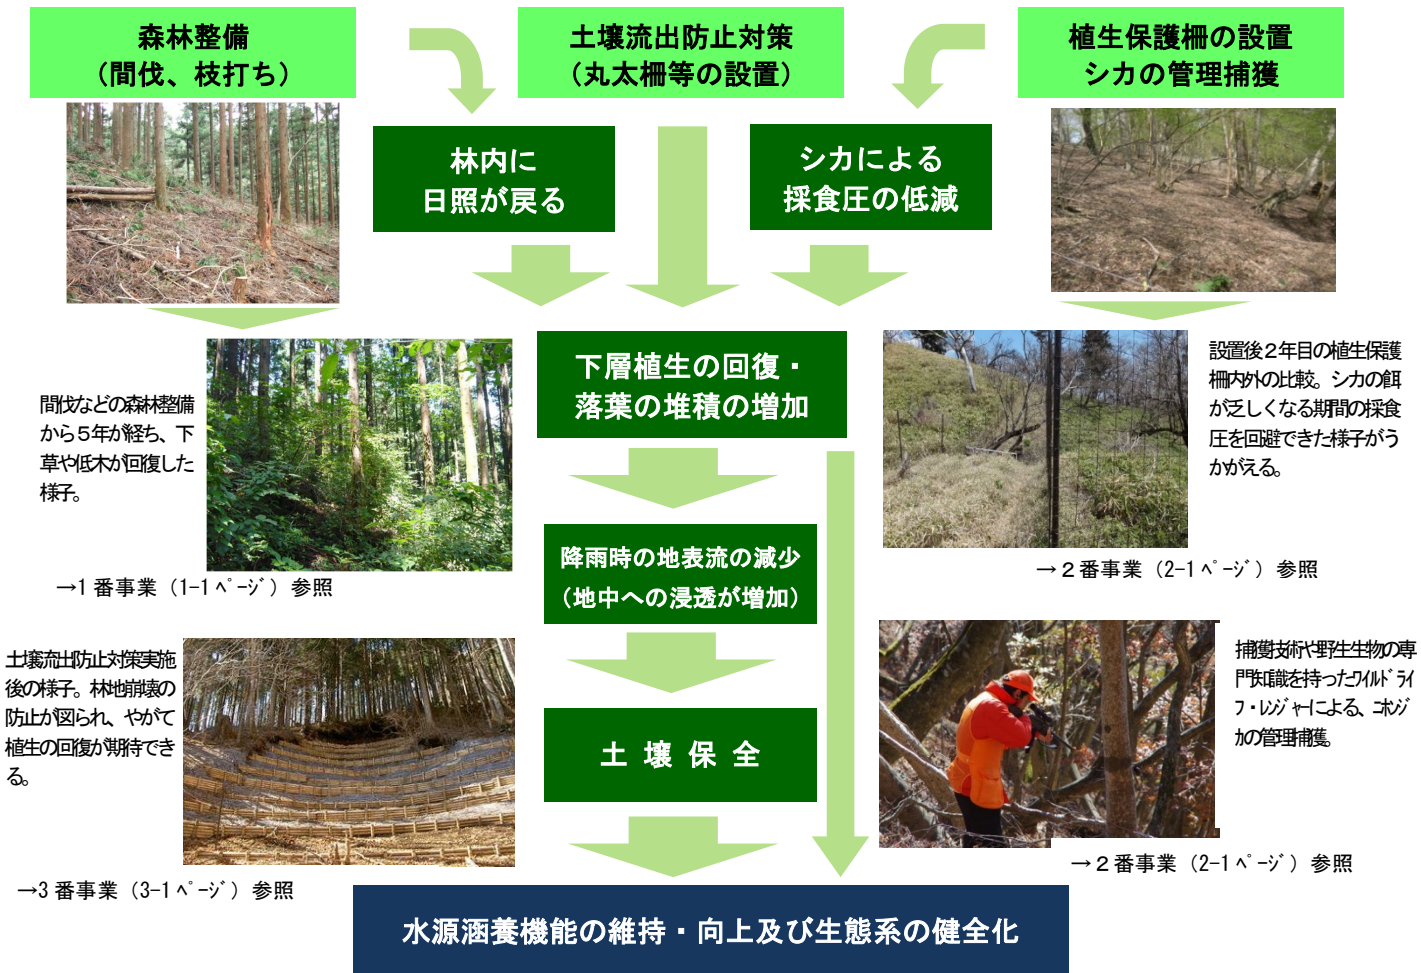 森林整備
（間伐、枝打ち）
土壌流出防止対策
（丸太柵等の設置）
植生保護柵の設置
シカの管理捕獲
林内に
日照が戻る
シカによる
採食圧の低減
下層植生の回復・
落葉の堆積の増加
間伐などの森林整備
から５年が経ち、下
草や低木が回復した
様子。
→1 番事業（1-1 ﾍﾟｰｼﾞ）参照
設置後２年目の植生保護
柵内外の比較。シカの餌
が乏しくなる期間の採食
圧を回避できた様子がう
かがえる。
→２番事業（2-1 ﾍﾟｰｼﾞ）参照
降雨時の地表流の減少
（地中への浸透が増加）
土壌流出防止対策実施
後の様子。林地崩壊の
防止が図られ、やがて
植生の回復が期待でき
る。
→3 番事業（3-1 ﾍﾟｰｼﾞ）参照
土 壌 保 全
捕獲技術や野生生物の専
門知識を持ったﾜｲﾙﾄﾞﾗｲ
ﾌ・ﾚﾝｼﾞｬｰによる、ﾆﾎﾝｼﾞ
ｶの管理捕獲。
→２番事業（2-1 ﾍﾟｰｼﾞ）参照
水源涵養機能の維持・向上及び生態系の健全化